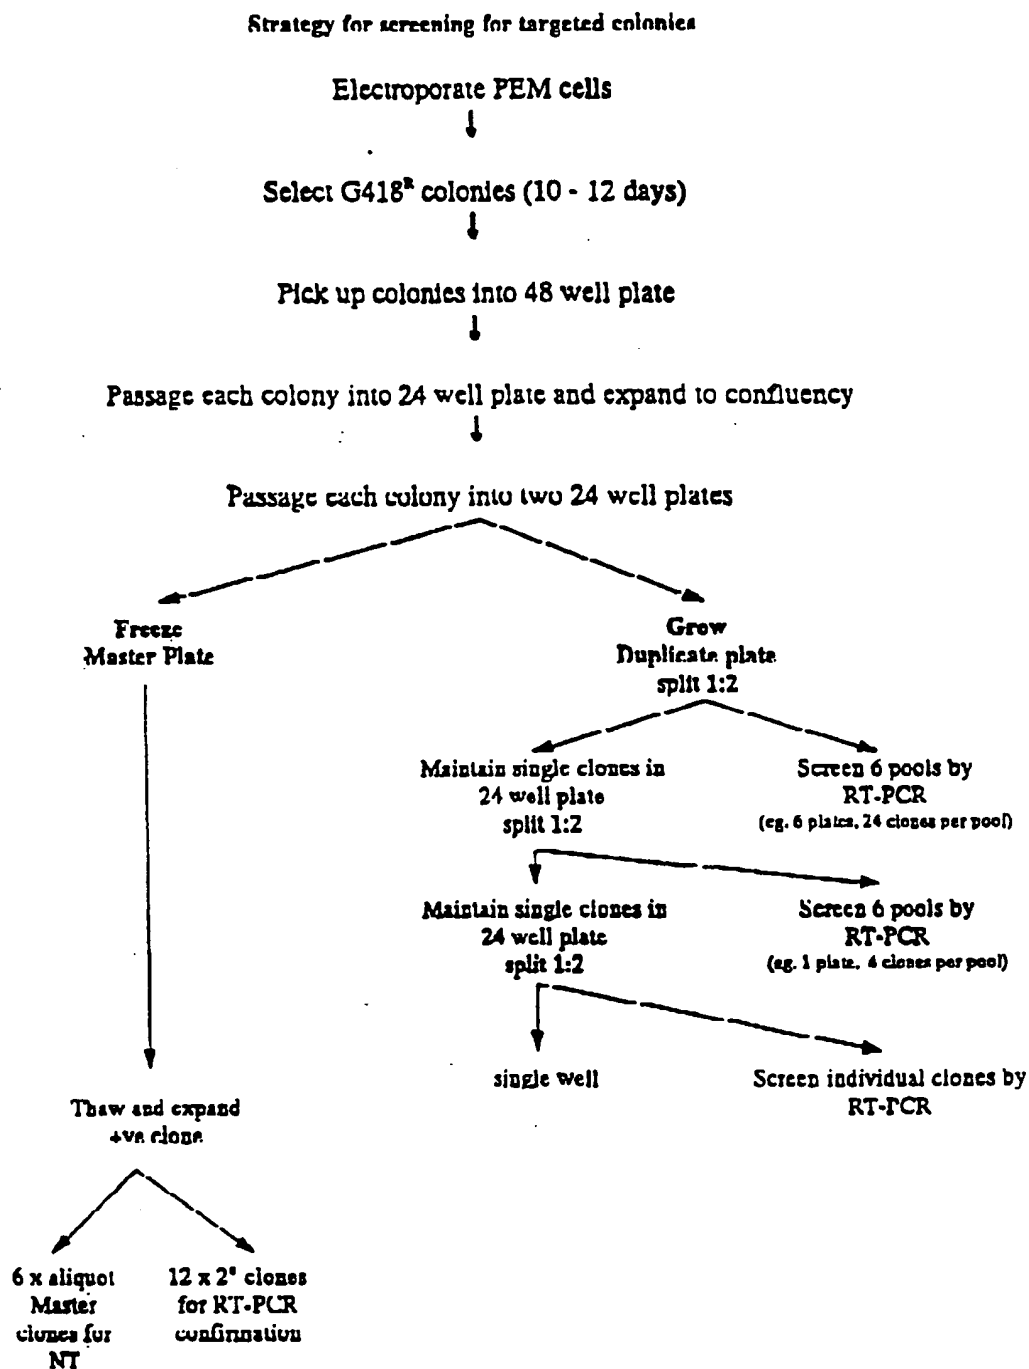 Strategy for screening for targeted colonies
Electroporate PEM cells
Select G418ᴿ colonies (10 - 12 days)
Pick up colonies into 48 well plate
Passage each colony into 24 well plate and expand to confluency
Passage each colony into two 24 well plates
Freeze
Master Plate
Grow
Duplicate plate
split 1:2
Maintain single clones in
24 well plate
split 1:2
Screen 6 pools by
RT-PCR
(eg. 6 plates, 24 clones per pool)
Maintain single clones in
24 well plate
split 1:2
Screen 6 pools by
RT-PCR
(eg. 1 plate, 4 clones per pool)
single well
Screen individual clones by
RT-PCR
Thaw and expand
+ve clone
6 x aliquot
Master
clones for
NT
12 x 2° clones
for RT-PCR
confirmation